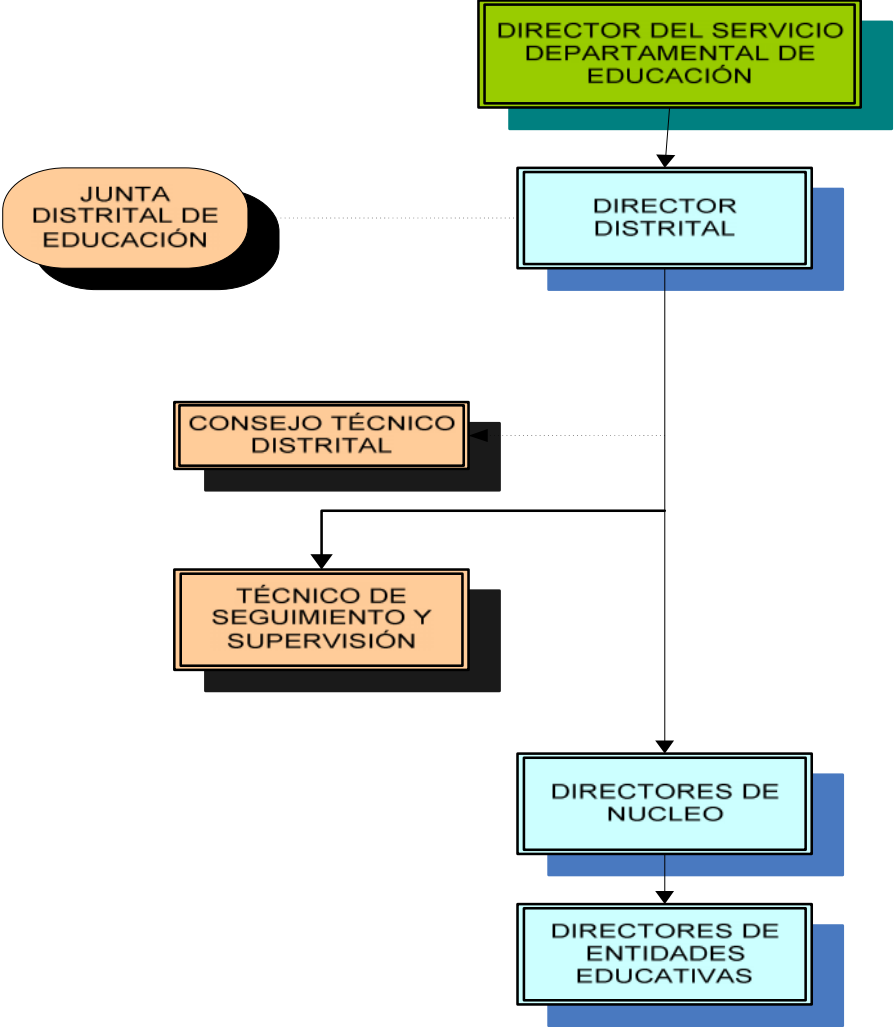 DIRECTOR DEL SERVICIO
DEPARTAMENTAL DE
EDUCACIÓN
JUNTA
DISTRITAL DE
EDUCACIÓN
DIRECTOR
DISTRITAL
CONSEJO TÉCNICO
DISTRITAL
TÉCNICO DE
SEGUIMIENTO Y
SUPERVISIÓN
DIRECTORES DE
NUCLEO
DIRECTORES DE
ENTIDADES
EDUCATIVAS